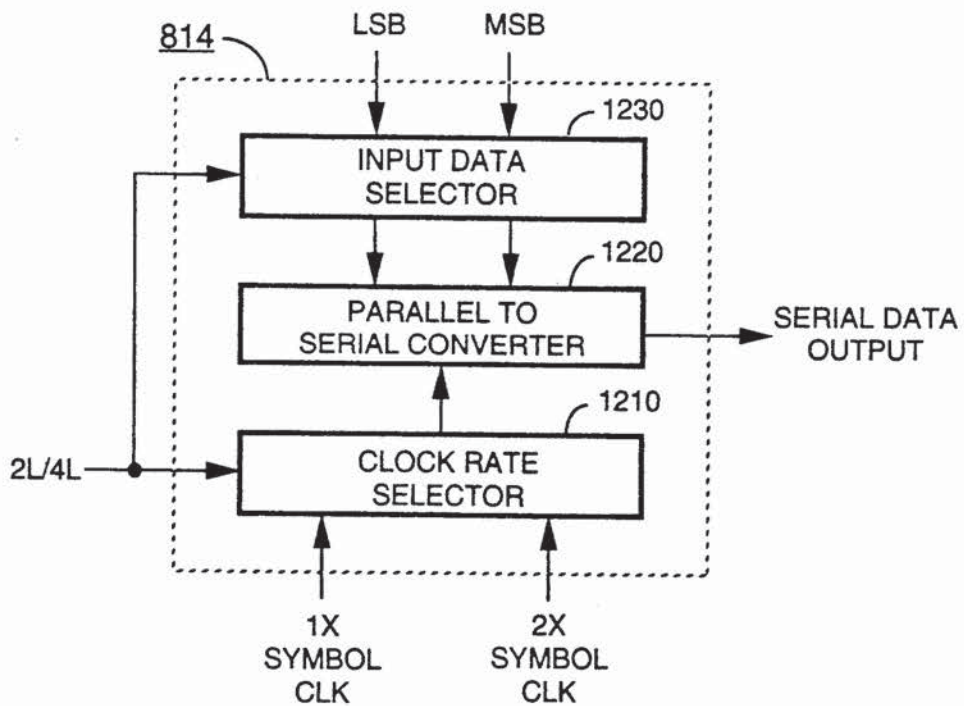 814
LSB
MSB
1230
INPUT DATA
SELECTOR
1220
PARALLEL TO
SERIAL CONVERTER
SERIAL DATA
OUTPUT
1210
2L/4L
CLOCK RATE
SELECTOR
1X
SYMBOL
CLK
2X
SYMBOL
CLK